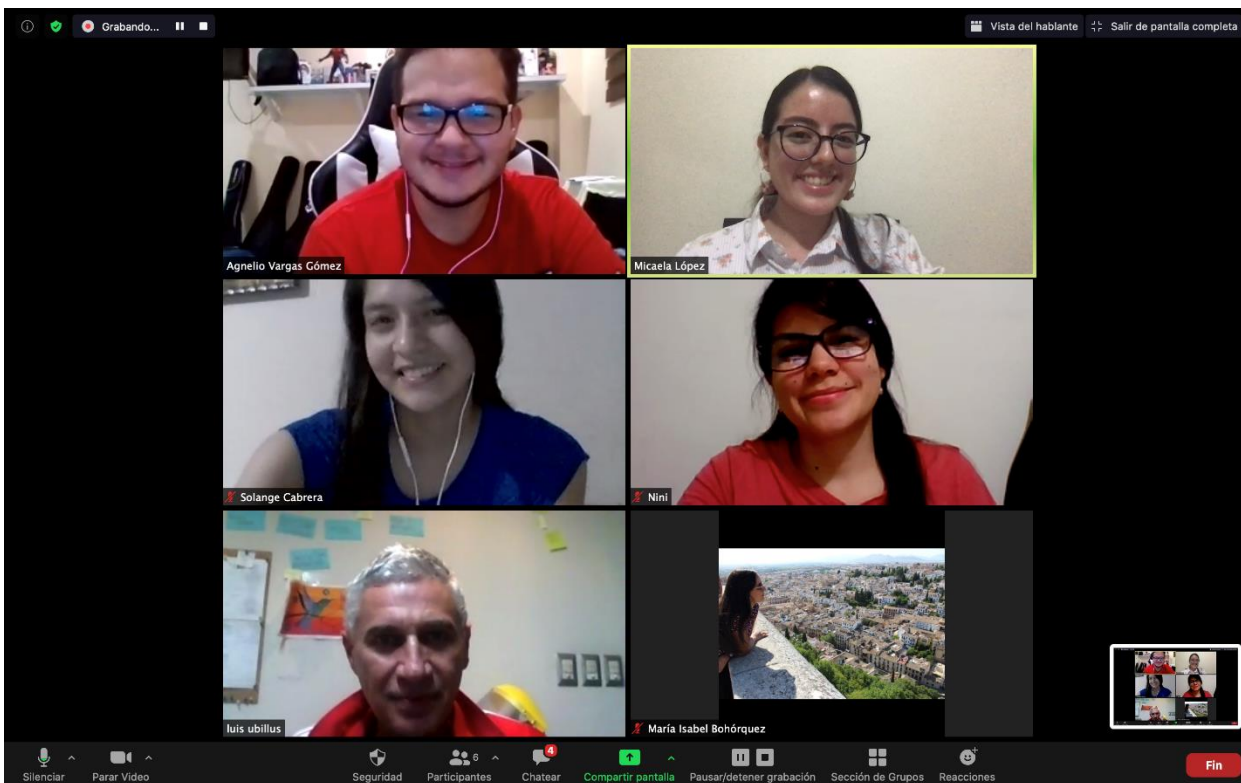 Grabando...
Vista del hablante
Salir de pantalla completa
Agnelio Vargas Gómez
Micaela López
Solange Cabrera
Nini
luis ubillus
María Isabel Bohórquez
Silenciar
Parar Video
Seguridad
Participantes
6
Chatear
4
Compartir pantalla
Pausar/detener grabación
Sección de Grupos
Reacciones
Fin